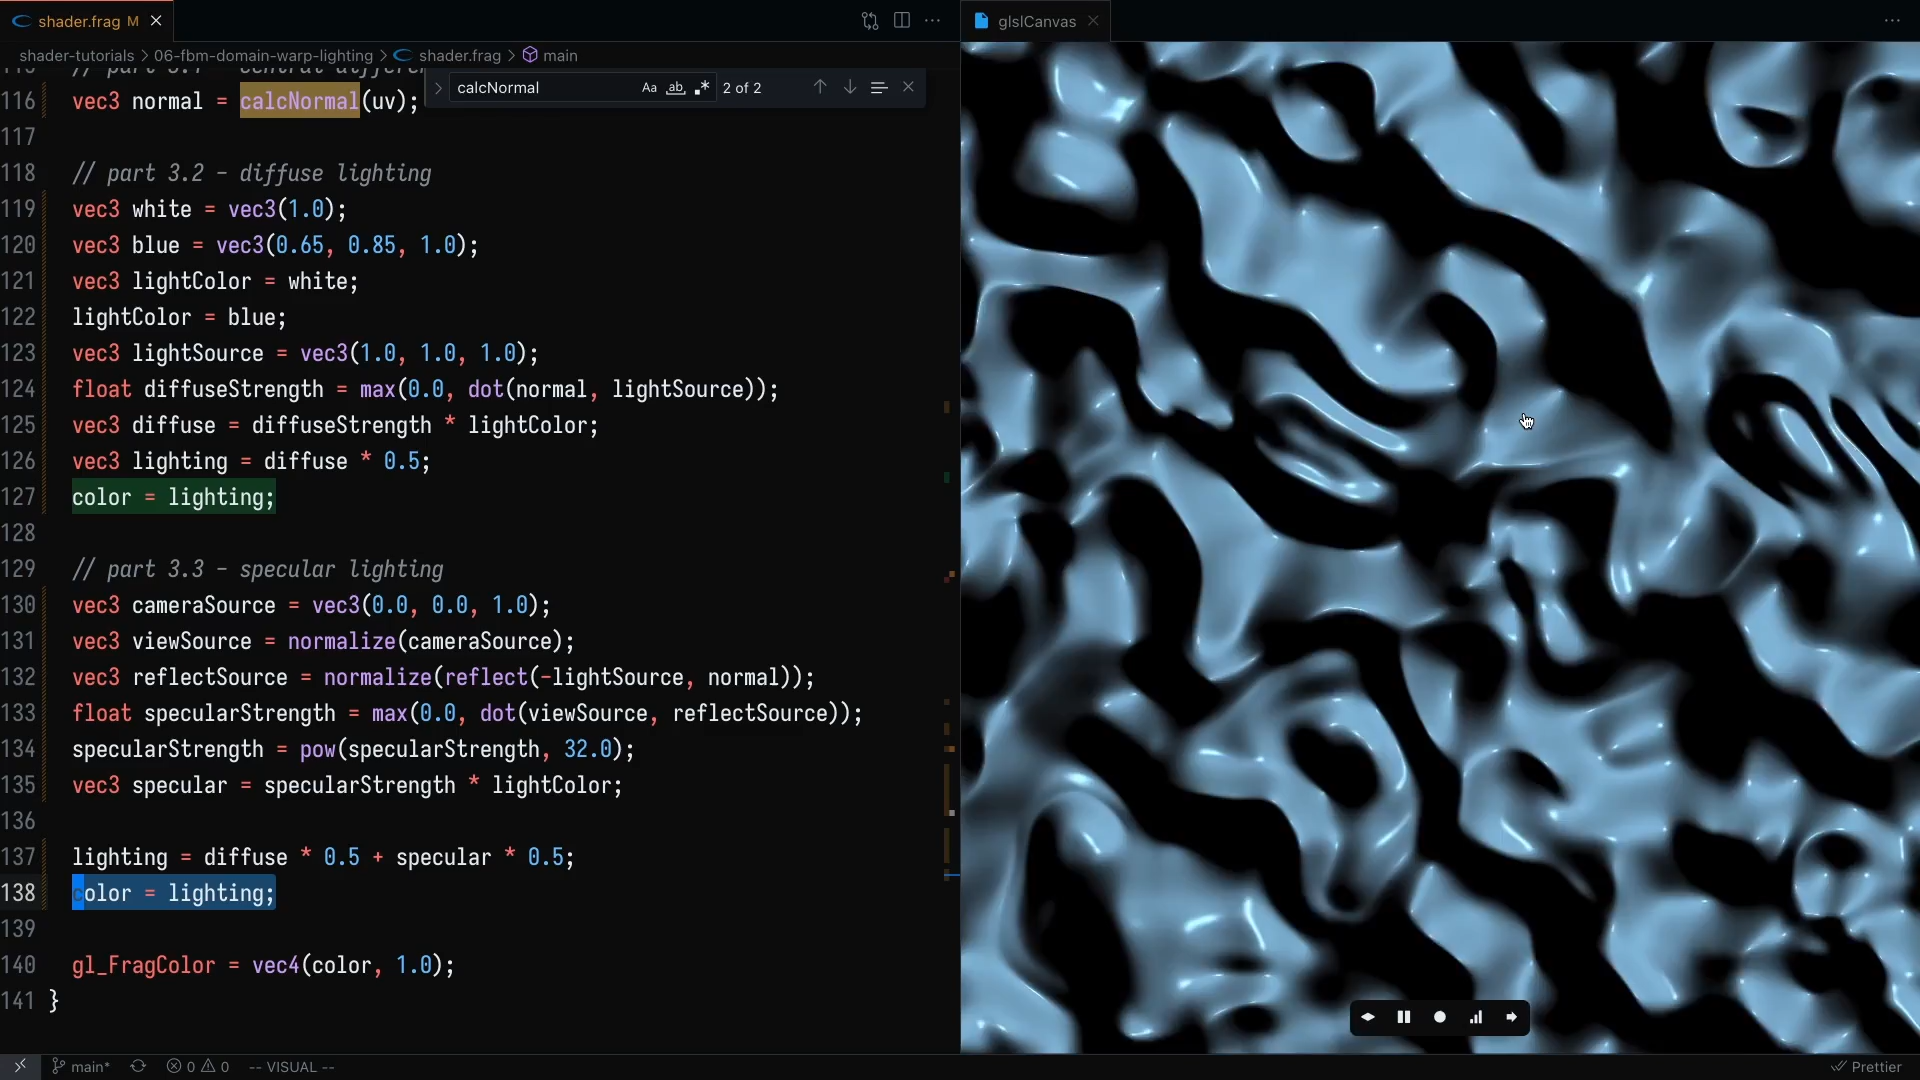 shader.frag M
glslCanvas
shader-tutorials > 06-fbm-domain-warp-lighting > shader.frag > main
calcNormal Aa ab .* 2 of 2
116 vec3 normal = calcNormal(uv);
117
118 // part 3.2 - diffuse lighting
119 vec3 white = vec3(1.0);
120 vec3 blue = vec3(0.65, 0.85, 1.0);
121 vec3 lightColor = white;
122 lightColor = blue;
123 vec3 lightSource = vec3(1.0, 1.0, 1.0);
124 float diffuseStrength = max(0.0, dot(normal, lightSource));
125 vec3 diffuse = diffuseStrength * lightColor;
126 vec3 lighting = diffuse * 0.5;
127 color = lighting;
128
129 // part 3.3 - specular lighting
130 vec3 cameraSource = vec3(0.0, 0.0, 1.0);
131 vec3 viewSource = normalize(cameraSource);
132 vec3 reflectSource = normalize(reflect(-lightSource, normal));
133 float specularStrength = max(0.0, dot(viewSource, reflectSource));
134 specularStrength = pow(specularStrength, 32.0);
135 vec3 specular = specularStrength * lightColor;
136
137 lighting = diffuse * 0.5 + specular * 0.5;
138 color = lighting;
139
140 gl_FragColor = vec4(color, 1.0);
141 }
main* 0 0 -- VISUAL --
Prettier